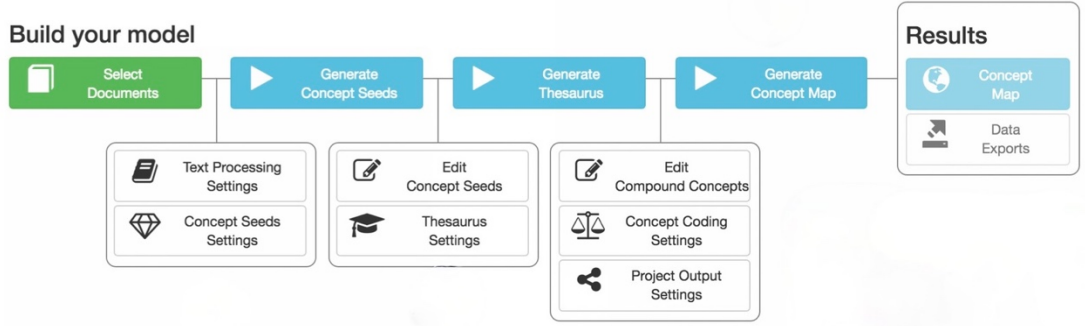 Build your model
Select
Documents
Generate
Concept Seeds
Generate
Thesaurus
Generate
Concept Map
Results
Concept
Map
Data
Exports
Text Processing
Settings
Concept Seeds
Settings
Edit
Concept Seeds
Thesaurus
Settings
Edit
Compound Concepts
Concept Coding
Settings
Project Output
Settings